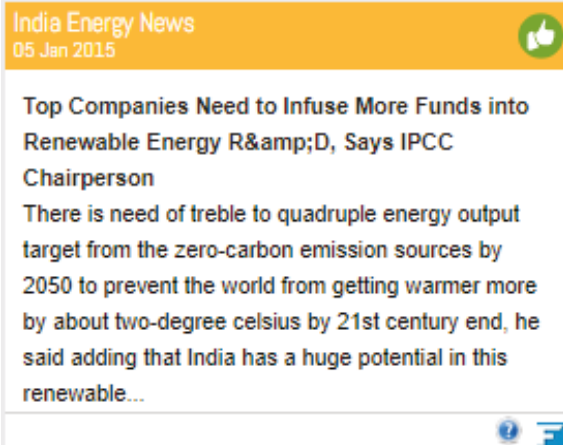 India Energy News
05 Jan 2015
Top Companies Need to Infuse More Funds into
Renewable Energy R&amp;D, Says IPCC
Chairperson
There is need of treble to quadruple energy output
target from the zero-carbon emission sources by
2050 to prevent the world from getting warmer more
by about two-degree celsius by 21st century end, he
said adding that India has a huge potential in this
renewable...
?